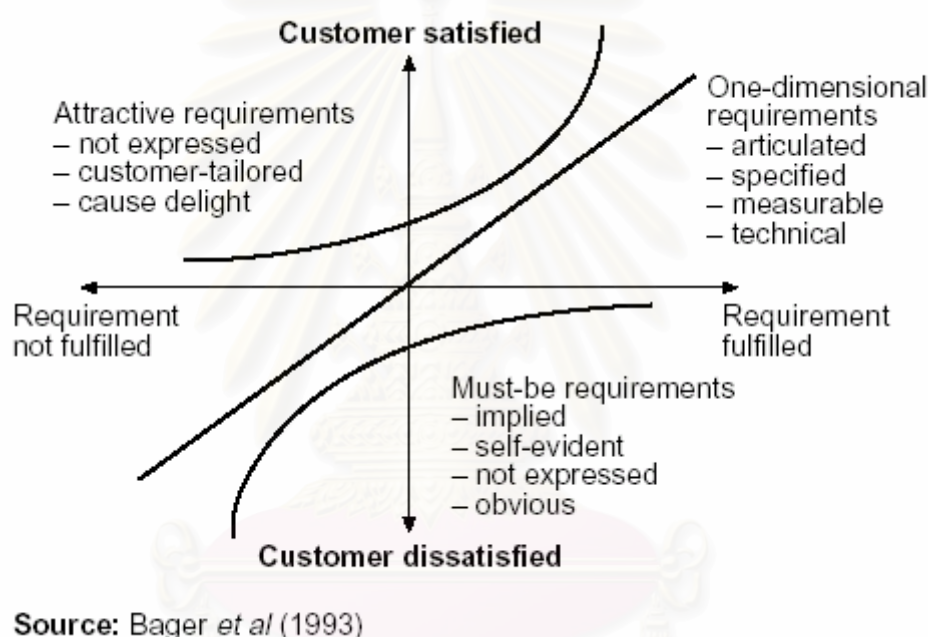 Customer satisfied
Attractive requirements
– not expressed
– customer-tailored
– cause delight
One-dimensional
requirements
– articulated
– specified
– measurable
– technical
Requirement
not fulfilled
Requirement
fulfilled
Must-be requirements
– implied
– self-evident
– not expressed
– obvious
Customer dissatisfied
Source: Bager et al (1993)